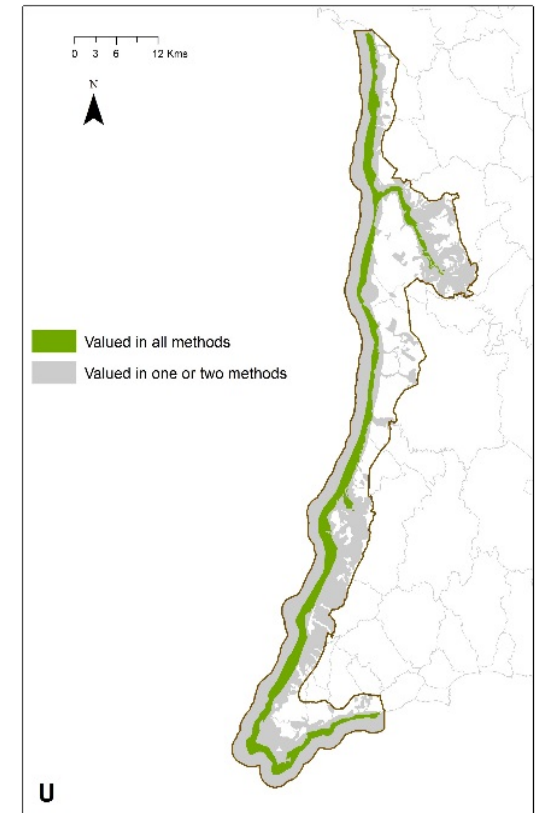 0 3 6 12 Kms
N
Valued in all methods
Valued in one or two methods
U